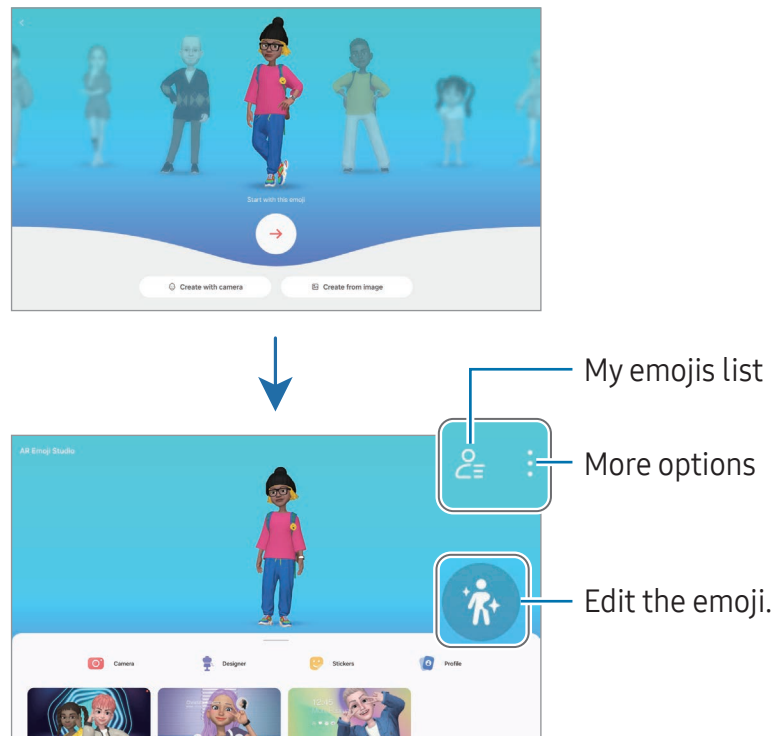 Start with this emoji
Create with camera
Create from image
My emojis list
AR Emoji Studio
More options
Edit the emoji.
Camera
Designer
Stickers
Profile